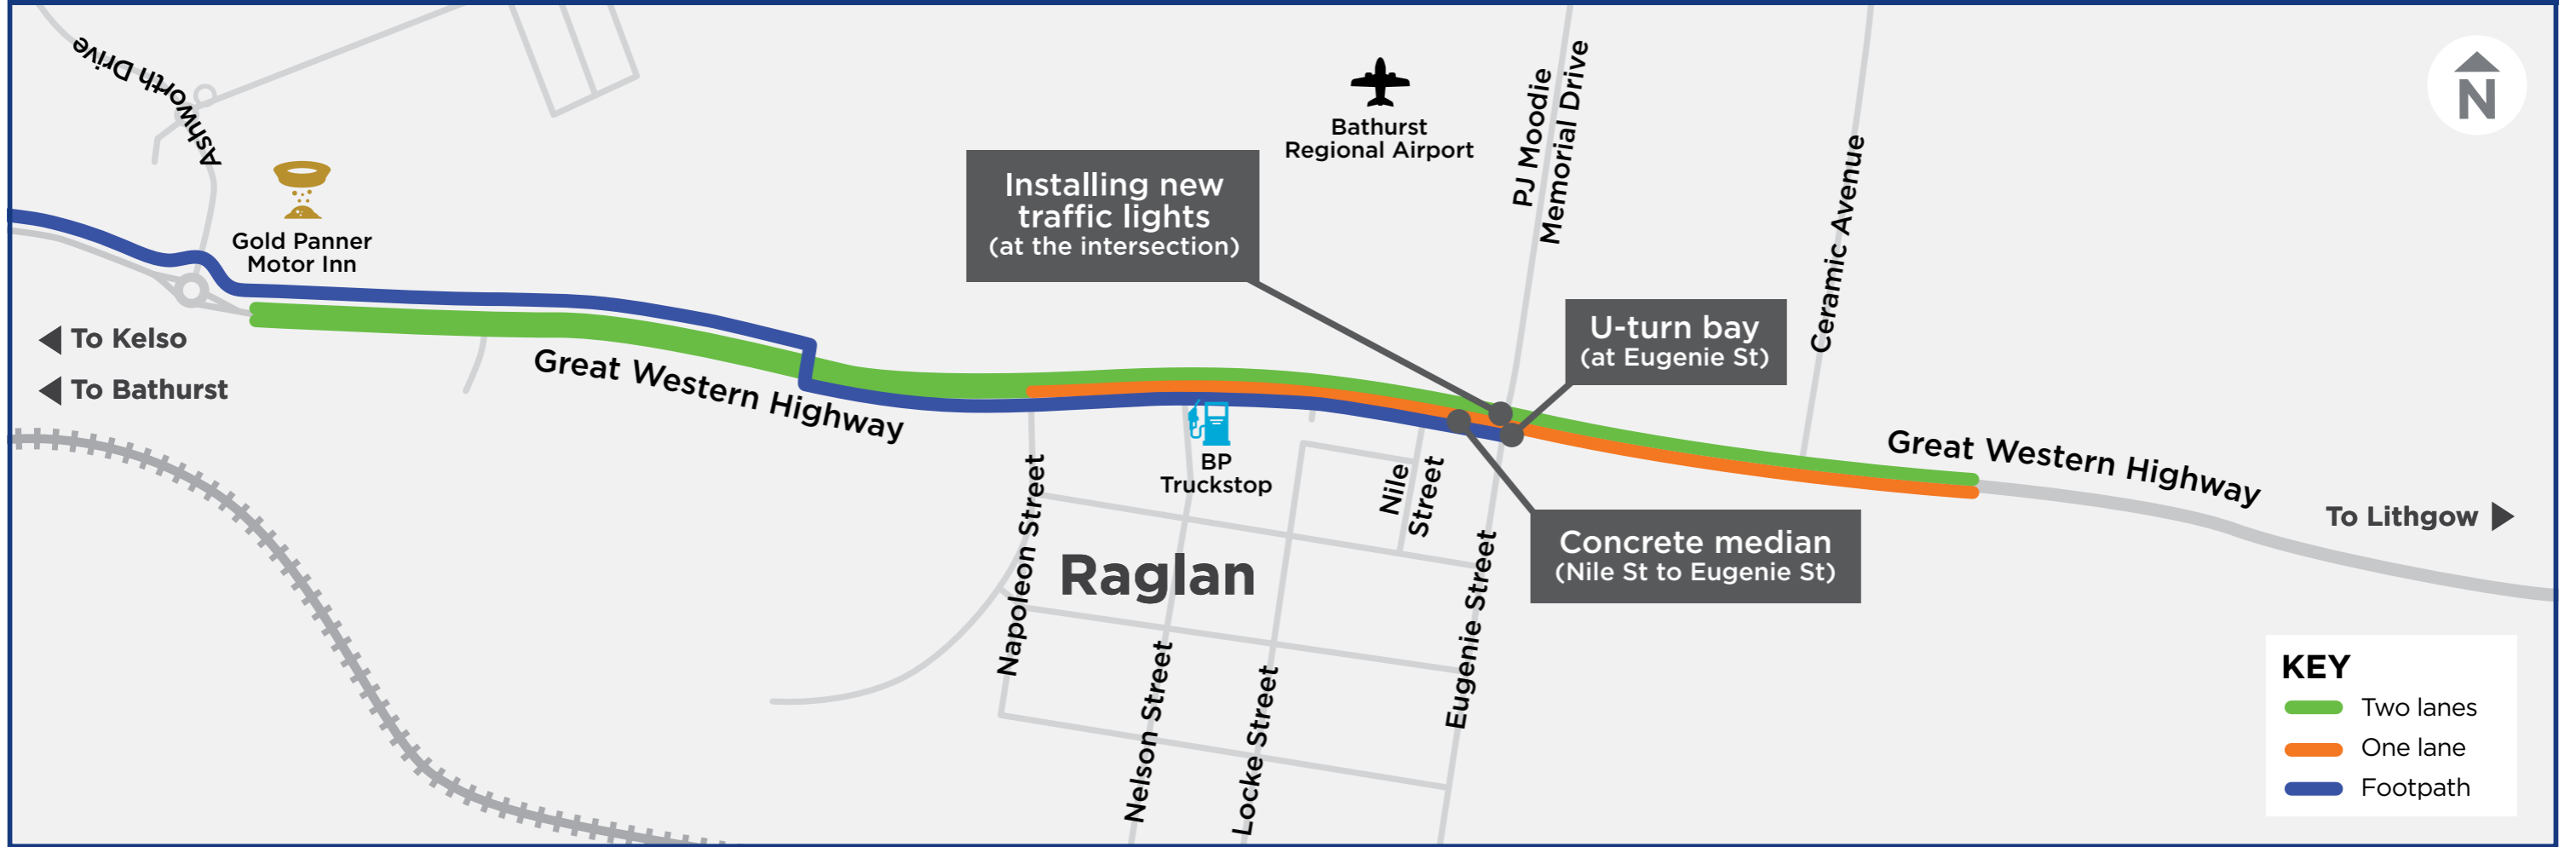 Ashworth Drive
Gold Panner
Motor Inn
To Kelso
To Bathurst
Great Western Highway
Installing new
traffic lights
(at the intersection)
Bathurst
Regional Airport
PJ Moodie
Memorial Drive
Ceramic Avenue
N
U-turn bay
(at Eugenie St)
BP
Truckstop
Napoleon Street
Raglan
Nelson Street
Locke Street
Nile
Street
Eugenie Street
Concrete median
(Nile St to Eugenie St)
Great Western Highway
To Lithgow
KEY
Two lanes
One lane
Footpath